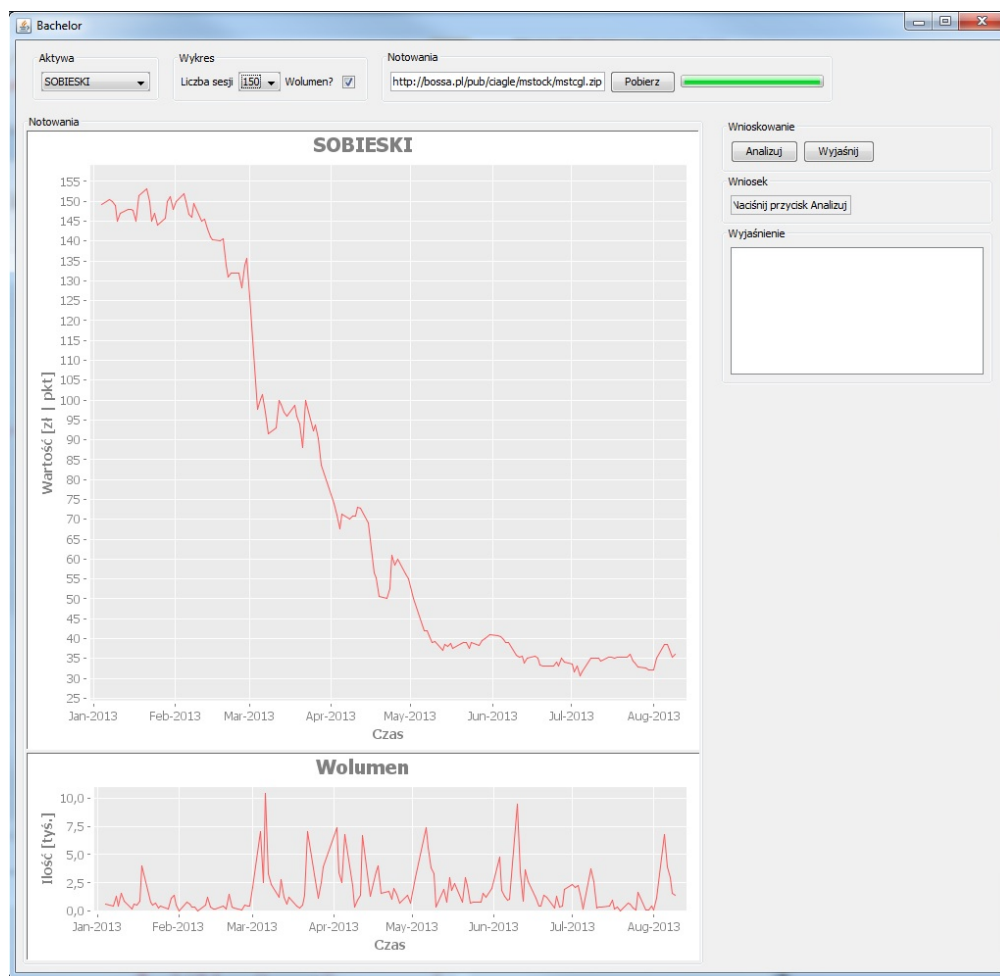 Bachelor
Aktywa
SOBIESKI
Wykres
Liczba sesji 150 Wolumen?
Notowania
http://bossa.pl/pub/ciagle/mstock/mstcgl.zip Pobierz
Notowania
SOBIESKI
155
150
145
140
135
130
125
120
115
110
105
100
95
90
85
80
75
70
65
60
55
50
45
40
35
30
25
Wartość [zł | pkt]
Jan-2013 Feb-2013 Mar-2013 Apr-2013 May-2013 Jun-2013 Jul-2013 Aug-2013
Czas
Wolumen
10,0
7,5
5,0
2,5
0,0
Ilość [tyś.]
Jan-2013 Feb-2013 Mar-2013 Apr-2013 May-2013 Jun-2013 Jul-2013 Aug-2013
Czas
Wnioskowanie
Analizuj Wyjaśnij
Wniosek
Naciśnij przycisk Analizuj
Wyjaśnienie